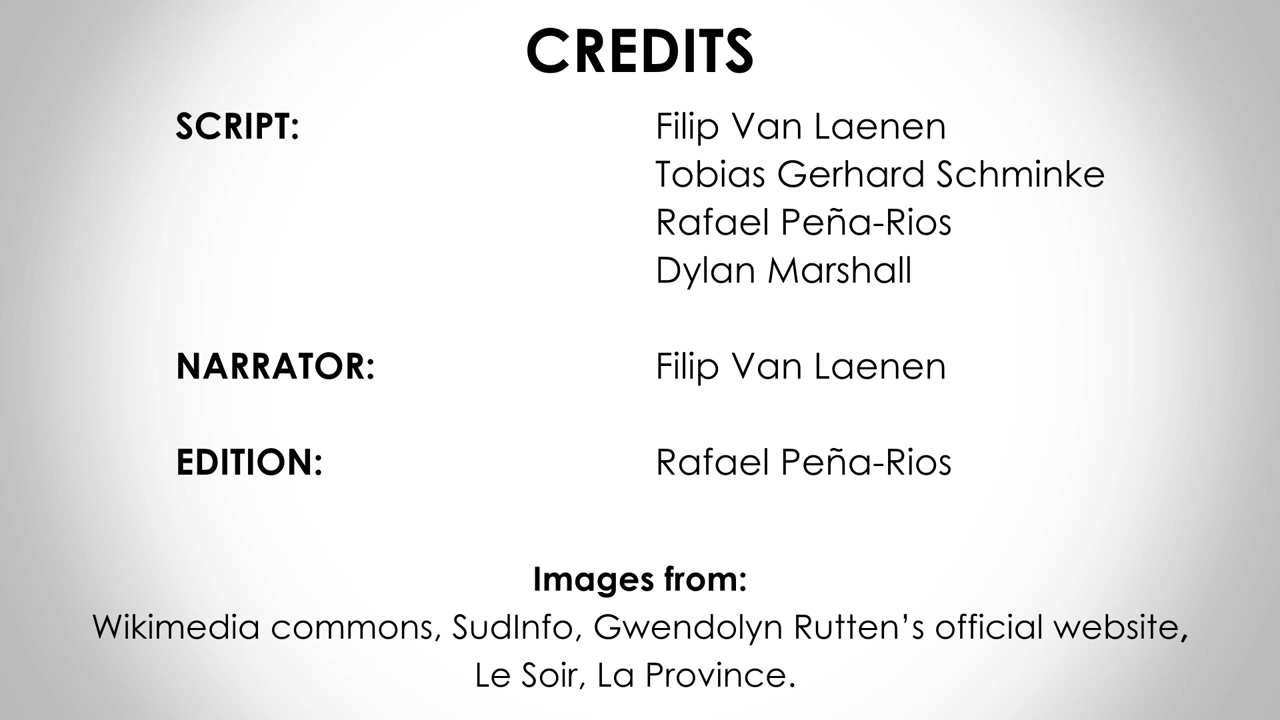 CREDITS
SCRIPT: Filip Van Laenen
Tobias Gerhard Schminke
Rafael Peña-Rios
Dylan Marshall
NARRATOR: Filip Van Laenen
EDITION: Rafael Peña-Rios
Images from:
Wikimedia commons, SudInfo, Gwendolyn Rutten’s official website,
Le Soir, La Province.